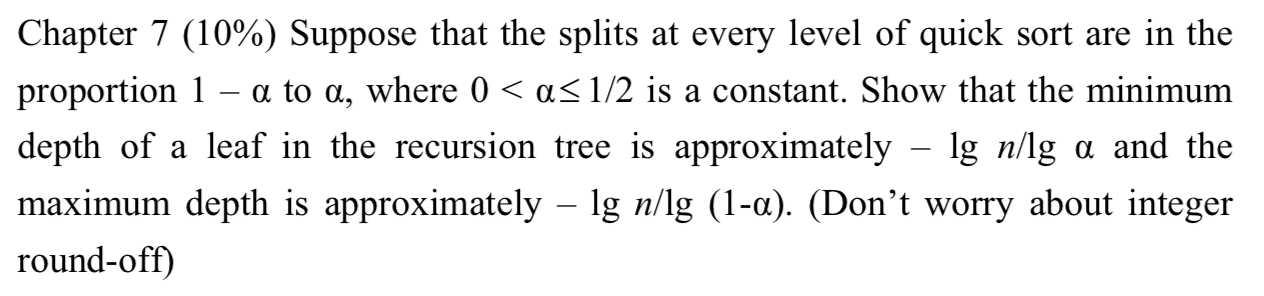 Chapter 7 (10%) Suppose that the splits at every level of quick sort are in the
proportion 1 – α to α, where 0 < α≤ 1/2 is a constant. Show that the minimum
depth of a leaf in the recursion tree is approximately – lg n/lg α and the
maximum depth is approximately – lg n/lg (1-α). (Don’t worry about integer
round-off)